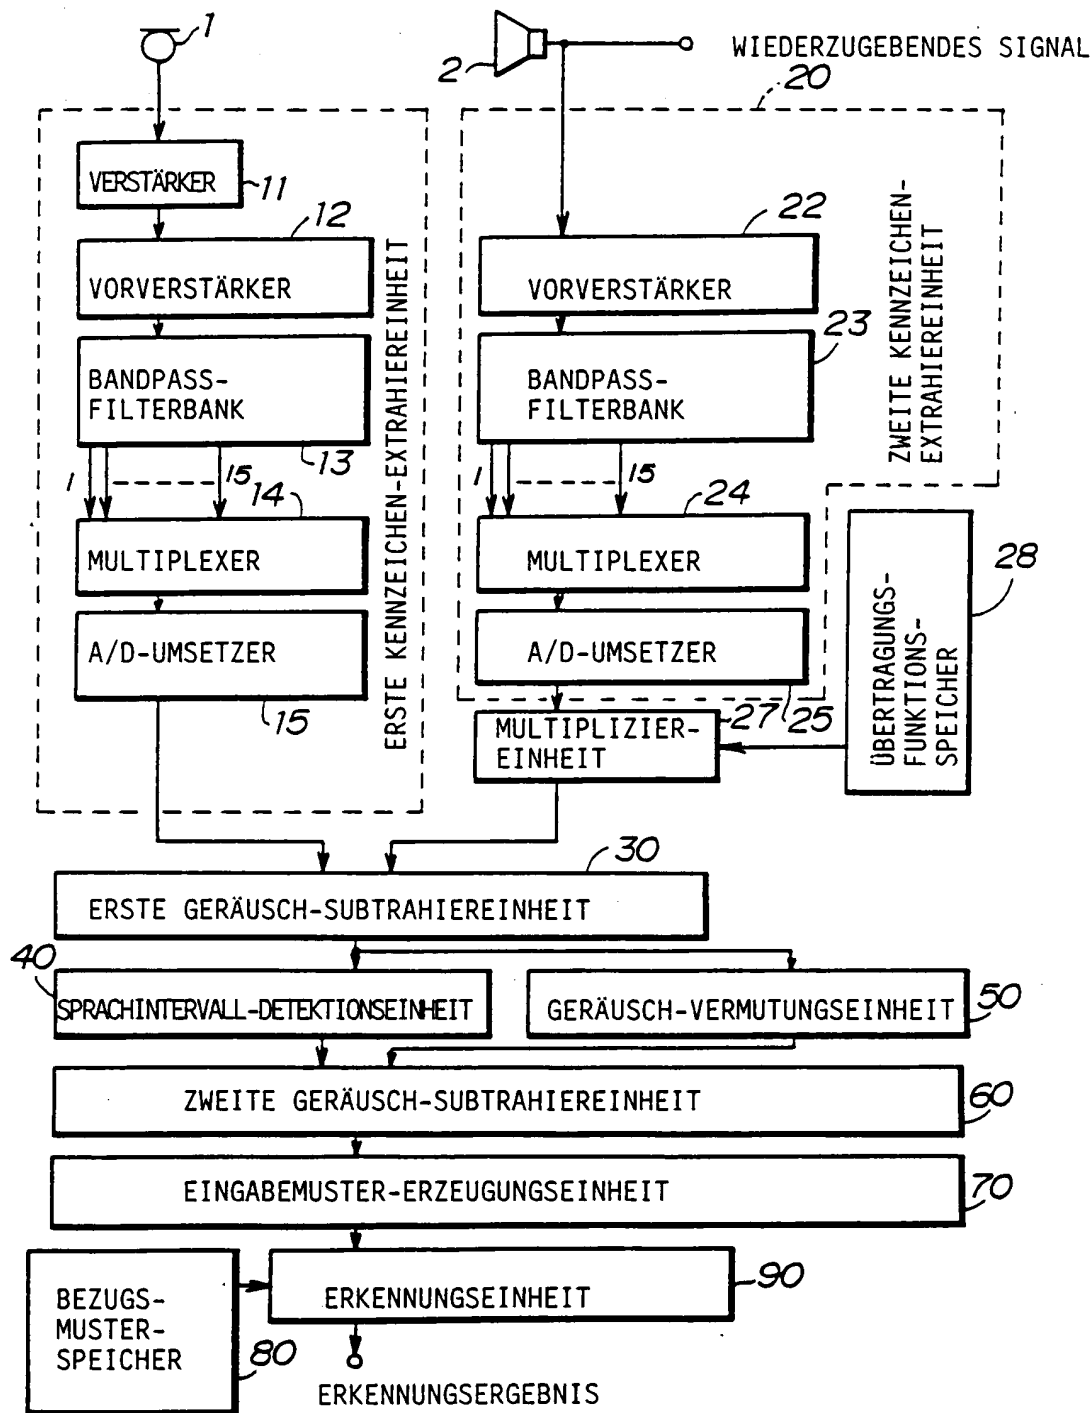 1
2
WIEDERZUGEBENDES SIGNAL
20
VERSTÄRKER
11
12
VORVERSTÄRKER
BANDPASS-
FILTERBANK
13
1
15
14
MULTIPLEXER
A/D-UMSETZER
15
ERSTE KENNZEICHEN-EXTRAHIEREINHEIT
22
VORVERSTÄRKER
23
BANDPASS-
FILTERBANK
1
15
24
MULTIPLEXER
A/D-UMSETZER
25
ZWEITE KENNZEICHEN-
EXTRAHIEREINHEIT
27
MULTIPLIZIER-
EINHEIT
28
ÜBERTRAGUNGS-
FUNKTIONS-
SPEICHER
30
ERSTE GERÄUSCH-SUBTRAHIEREINHEIT
40
SPRACHINTERVALL-DETEKTIONSEINHEIT
GERÄUSCH-VERMUTUNGSEINHEIT
50
ZWEITE GERÄUSCH-SUBTRAHIEREINHEIT
60
EINGABEMUSTER-ERZEUGUNGSEINHEIT
70
BEZUGS-
MUSTER-
SPEICHER
80
ERKENNUNGSEINHEIT
90
ERKENNUNGSERGEBNIS